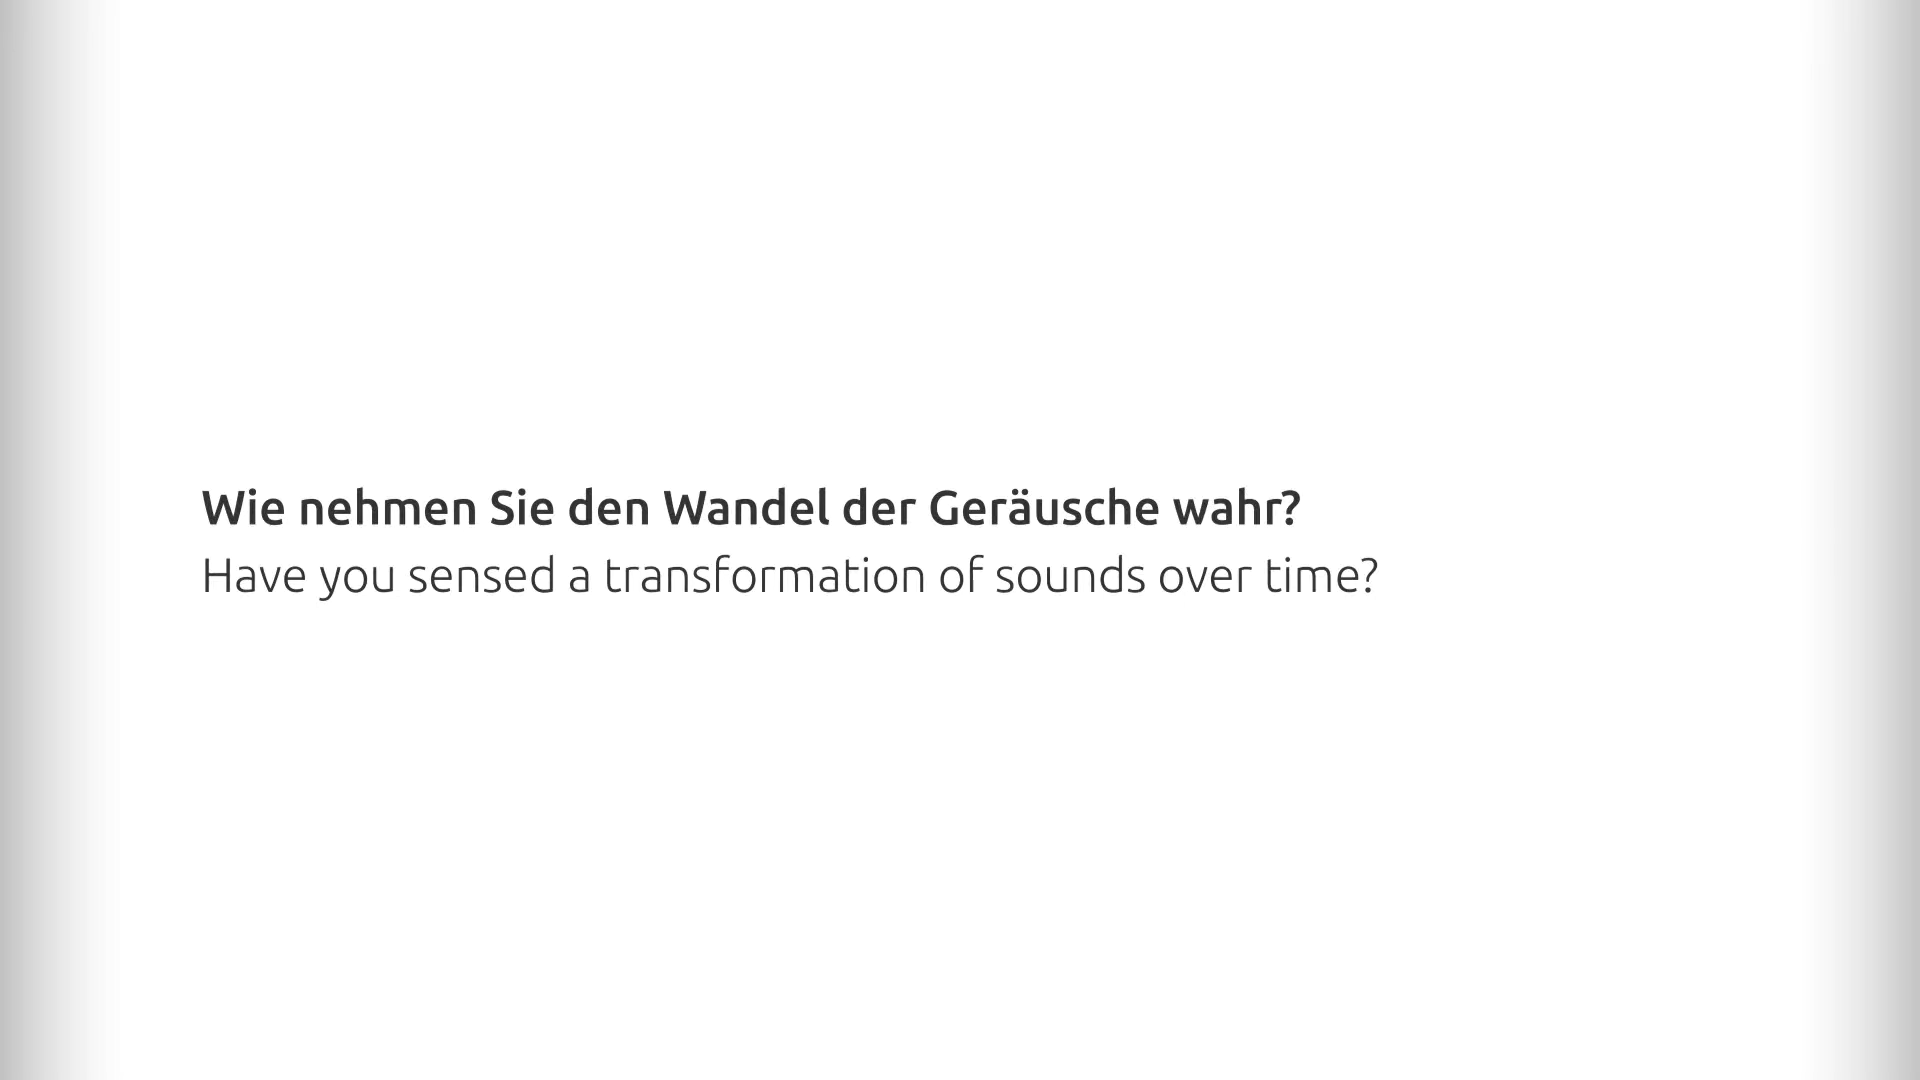 Wie nehmen Sie den Wandel der Geräusche wahr?
Have you sensed a transformation of sounds over time?